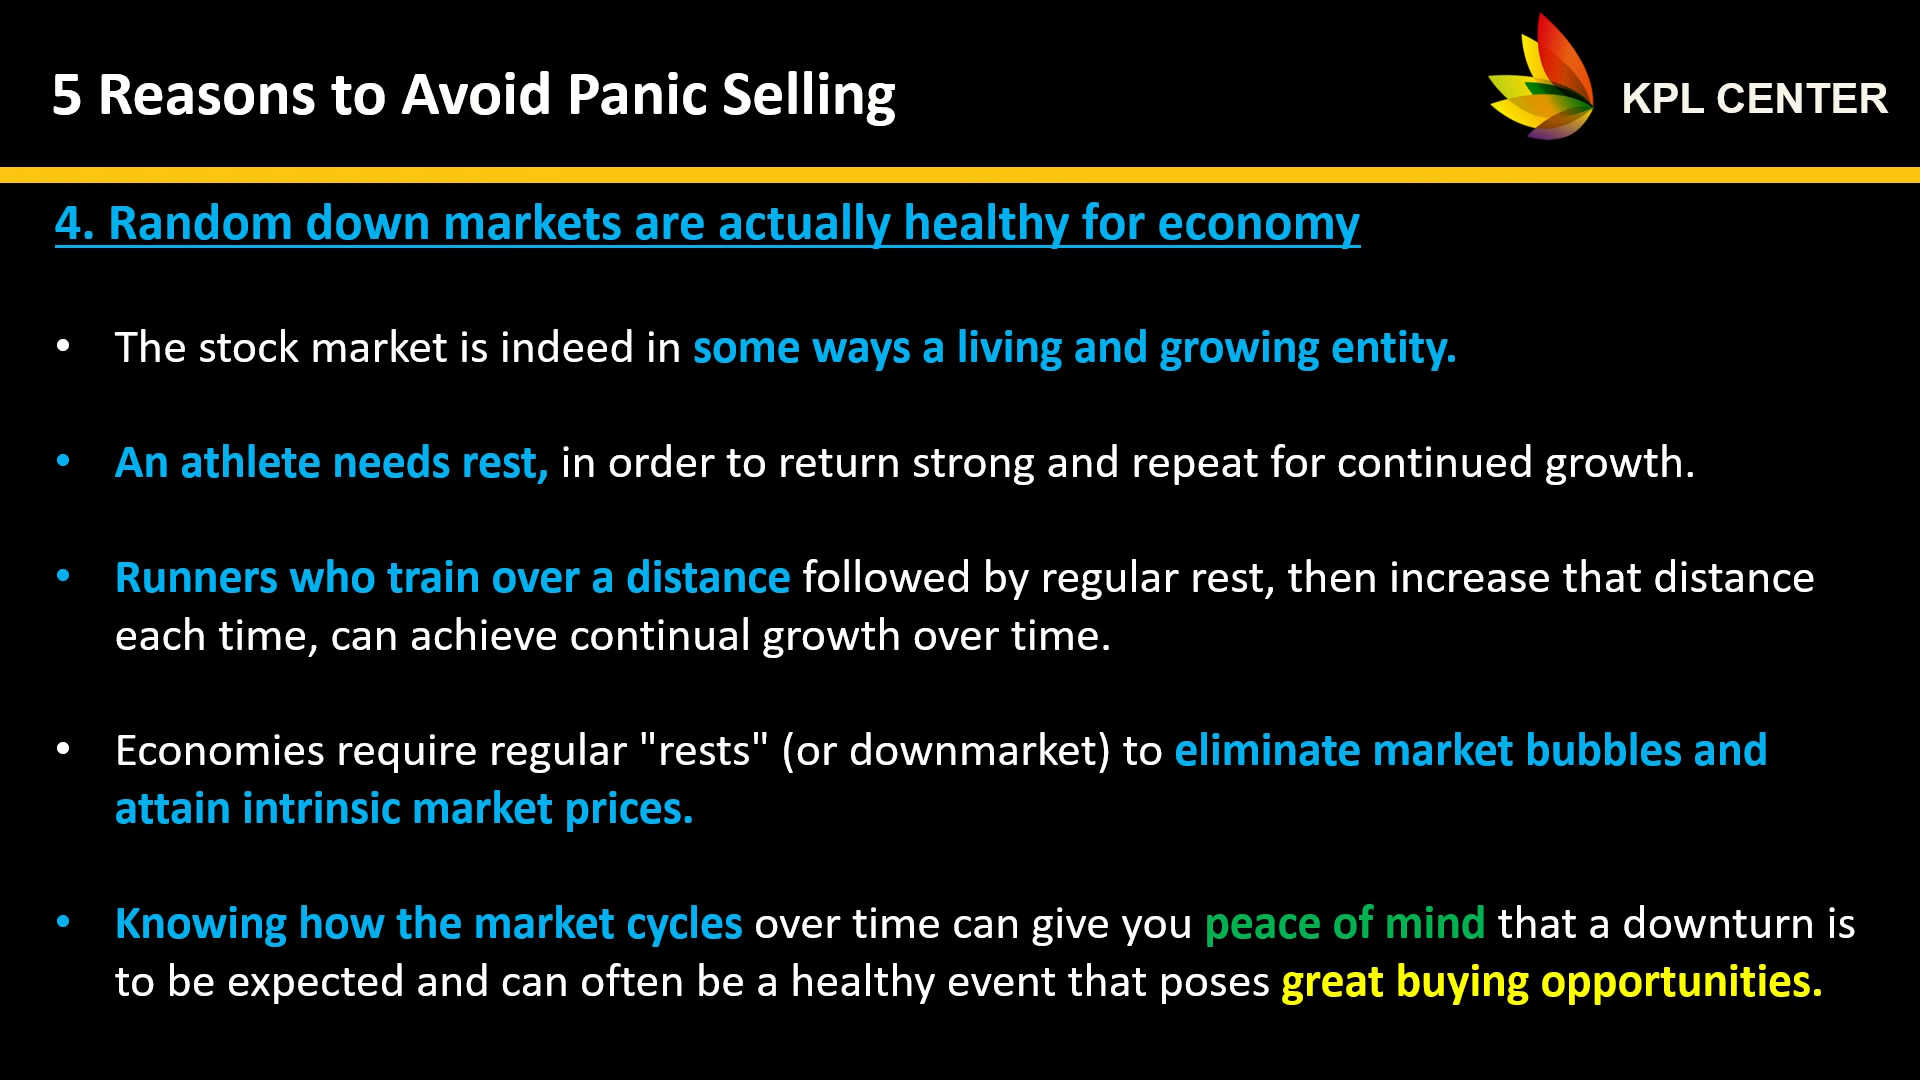 5 Reasons to Avoid Panic Selling
KPL CENTER
4. Random down markets are actually healthy for economy
• The stock market is indeed in some ways a living and growing entity.
• An athlete needs rest, in order to return strong and repeat for continued growth.
• Runners who train over a distance followed by regular rest, then increase that distance
each time, can achieve continual growth over time.
• Economies require regular "rests" (or downmarket) to eliminate market bubbles and
attain intrinsic market prices.
• Knowing how the market cycles over time can give you peace of mind that a downturn is
to be expected and can often be a healthy event that poses great buying opportunities.